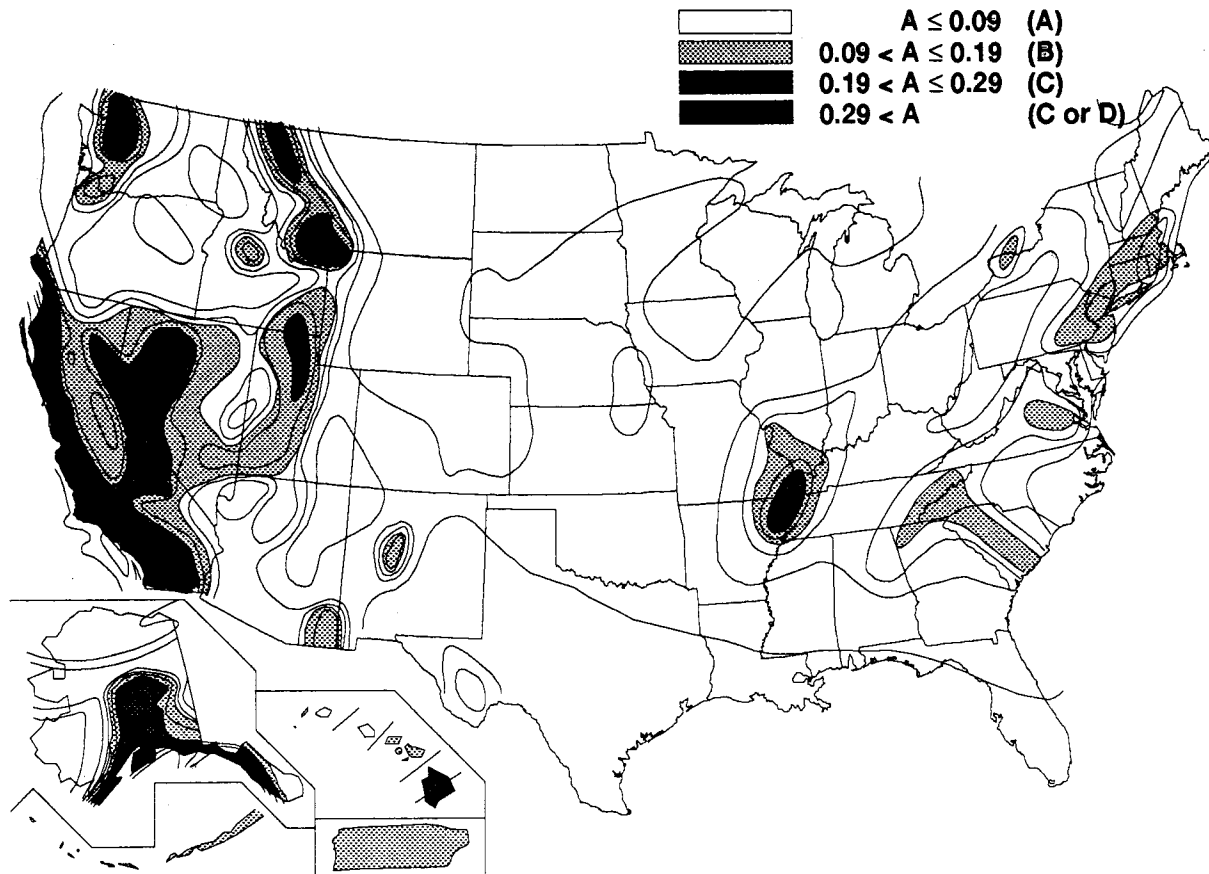 A ≤ 0.09 (A)
0.09 < A ≤ 0.19 (B)
0.19 < A ≤ 0.29 (C)
0.29 < A (C or D)